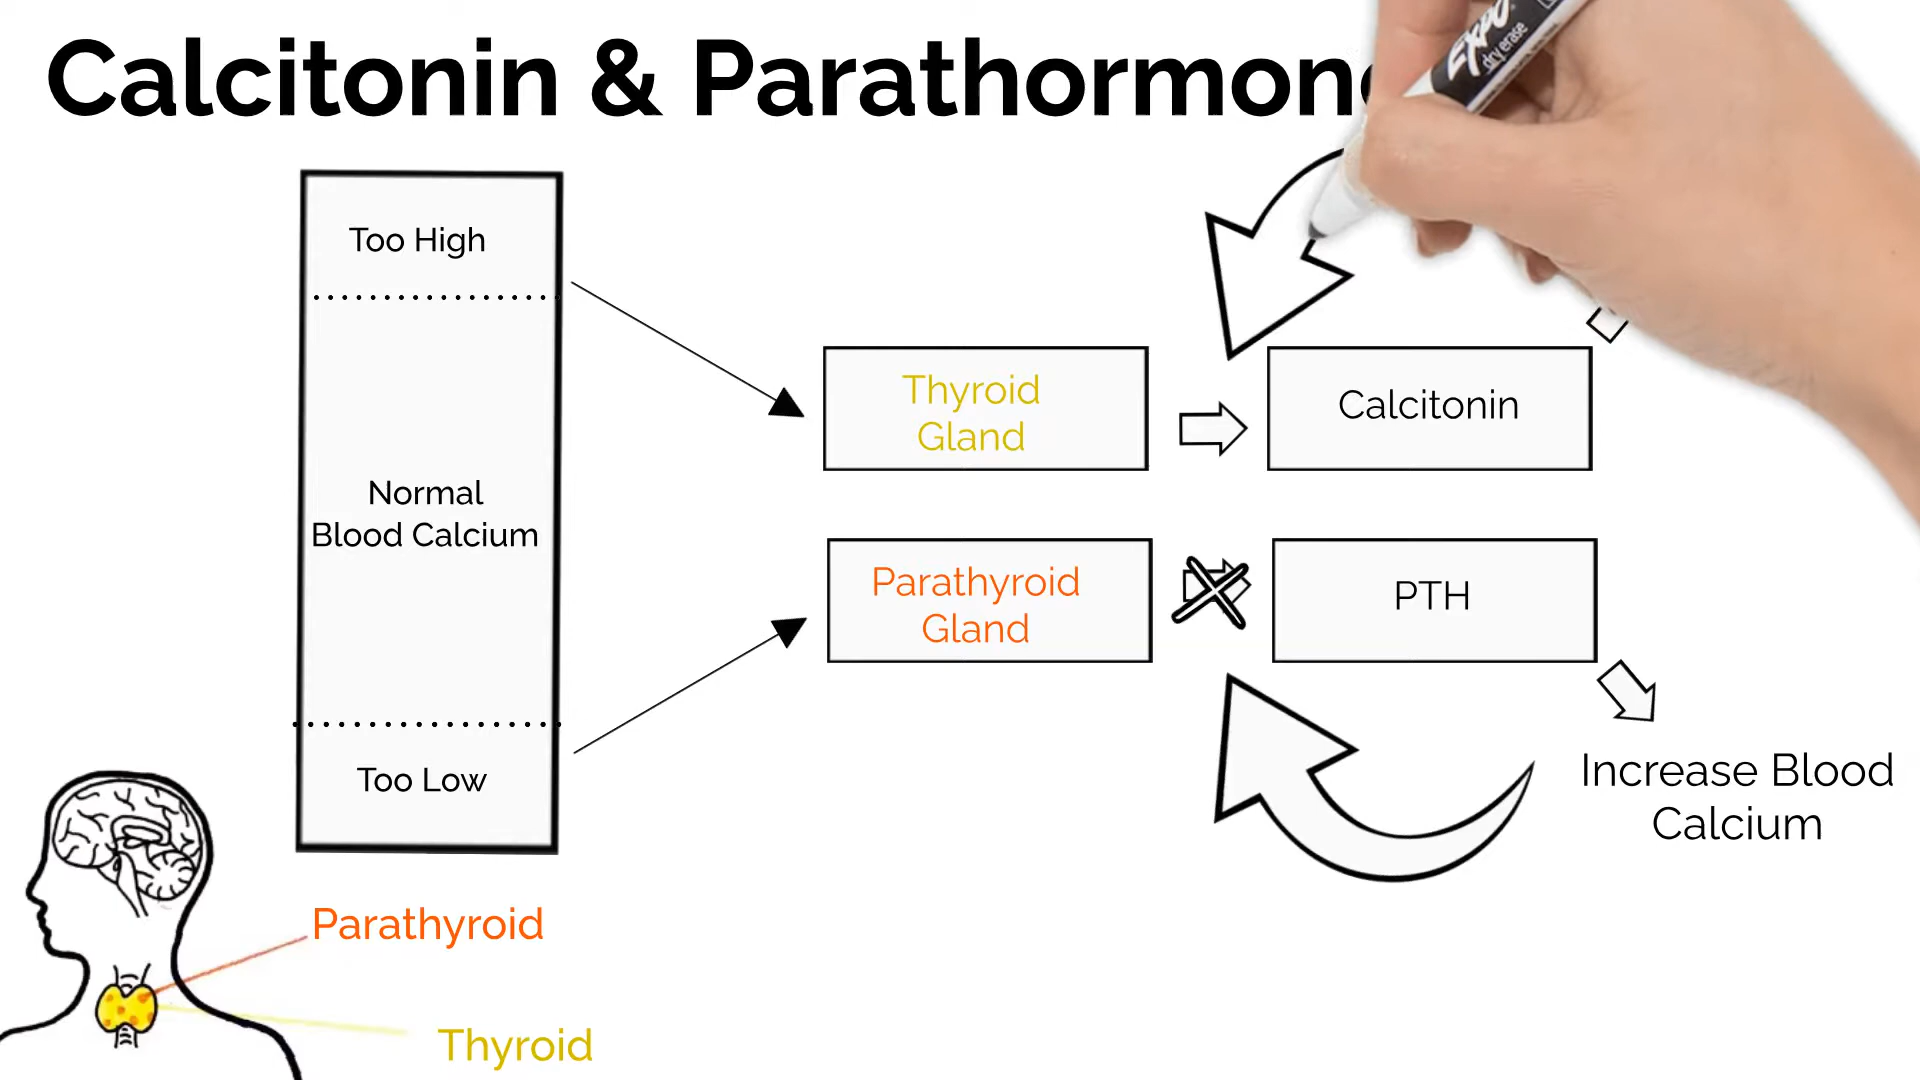 Calcitonin & Parathormone
EXPO
dry erase
Too High
Thyroid
Gland
Calcitonin
Normal
Blood Calcium
Parathyroid
Gland
PTH
Too Low
Increase Blood
Calcium
Parathyroid
Thyroid